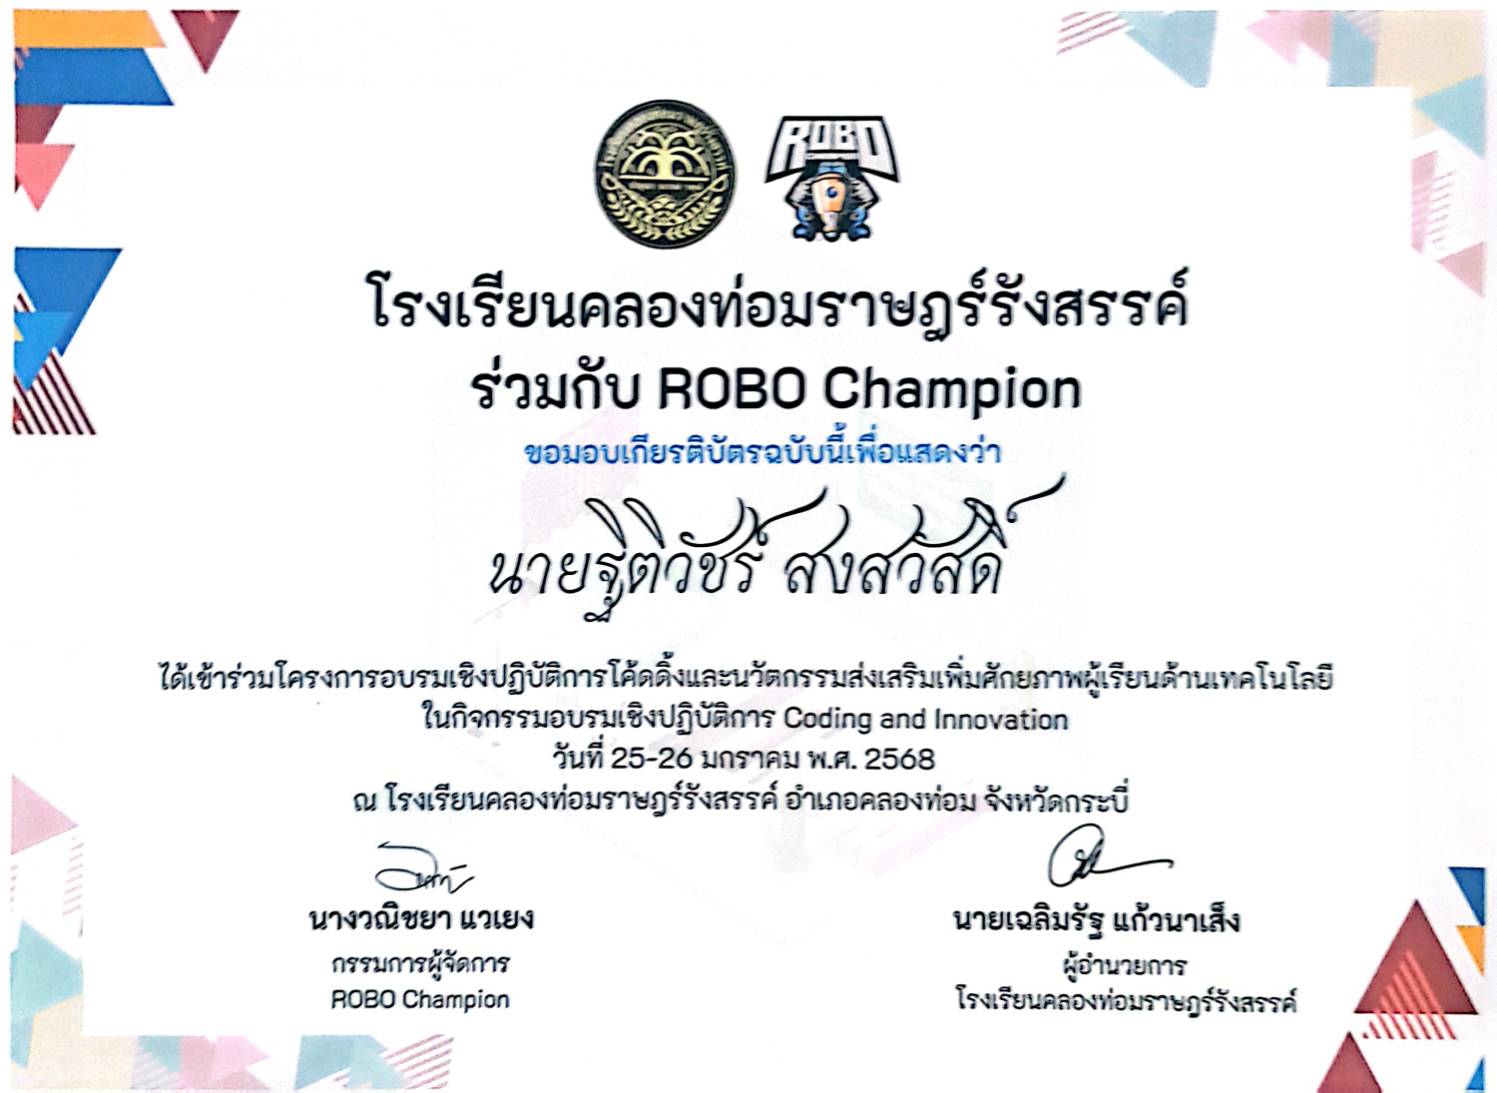 ROBO
โรงเรียนคลองท่อมราษฎร์รังสรรค์
ร่วมกับ ROBO Champion
ขอมอบเกียรติบัตรฉบับนี้เพื่อแสดงว่า
นายฐิติวัชร์ สงสวัสดิ์
ได้เข้าร่วมโครงการอบรมเชิงปฏิบัติการโค้ดดิ้งและนวัตกรรมส่งเสริมเพิ่มศักยภาพผู้เรียนด้านเทคโนโลยี
ในกิจกรรมอบรมเชิงปฏิบัติการ Coding and Innovation
วันที่ 25-26 มกราคม พ.ศ. 2568
ณ โรงเรียนคลองท่อมราษฎร์รังสรรค์ อำเภอคลองท่อม จังหวัดกระบี่
นางวณิชยา แวเยง
กรรมการผู้จัดการ
ROBO Champion
นายเฉลิมรัฐ แก้วนาเส็ง
ผู้อำนวยการ
โรงเรียนคลองท่อมราษฎร์รังสรรค์